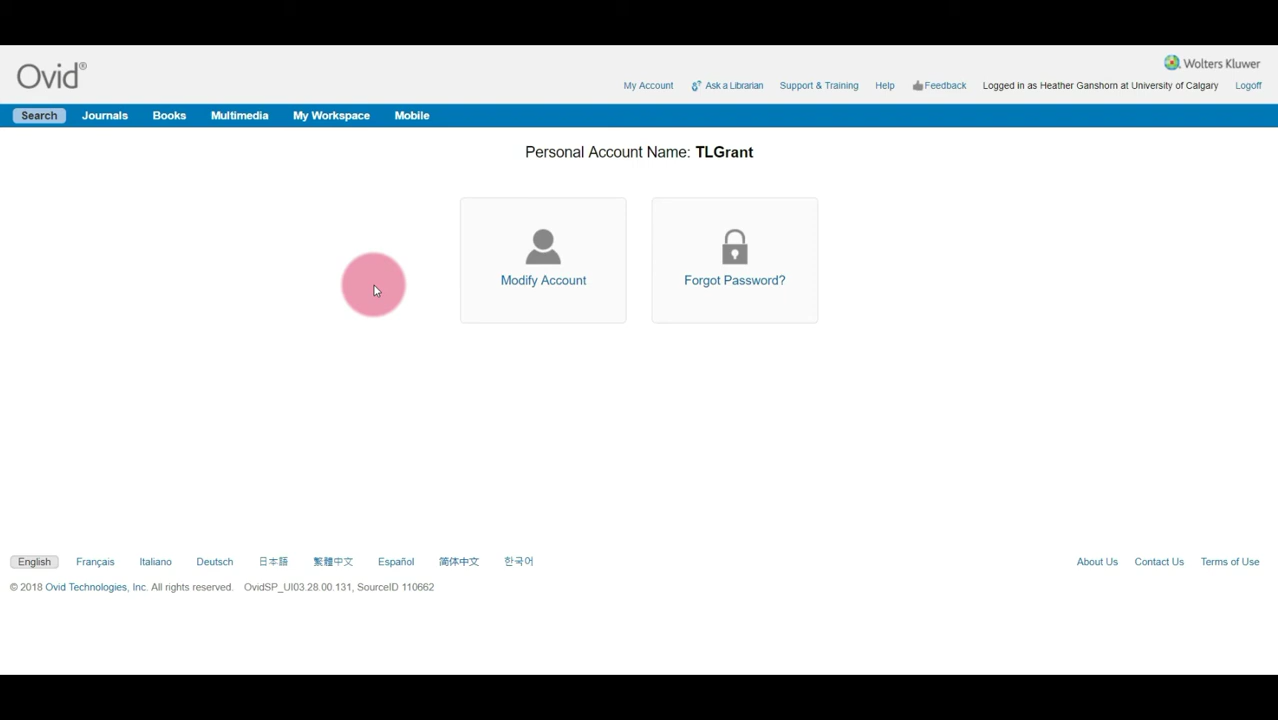 Ovid®
Wolters Kluwer
My Account Ask a Librarian Support & Training Help Feedback Logged in as Heather Ganshorn at University of Calgary Logoff
Search Journals Books Multimedia My Workspace Mobile
Personal Account Name: TLGrant
Modify Account Forgot Password?
English Français Italiano Deutsch 日本語 繁體中文 Español 简体中文 한국어 About Us Contact Us Terms of Use
© 2018 Ovid Technologies, Inc. All rights reserved. OvidSP_UI03.28.00.131, SourceID 110662